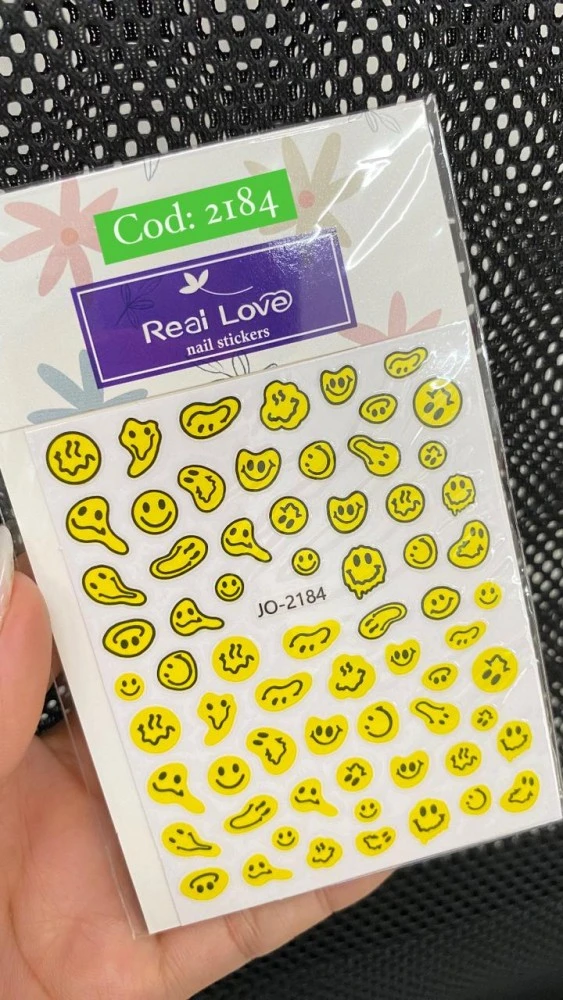 Cod: 2184
Real Love
nail stickers
JO-2184